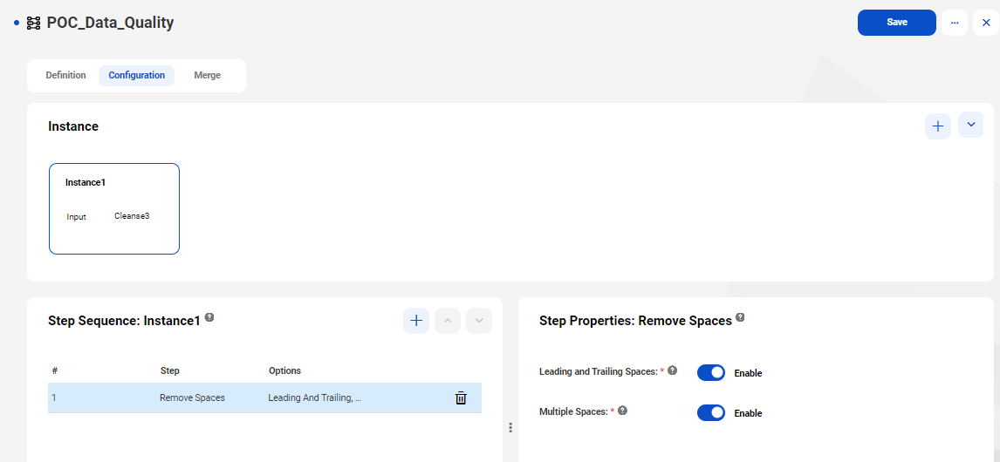 POC_Data_Quality
Save
...
Definition Configuration Merge
Instance
Instance1
Input Cleanse3
Step Sequence: Instance1 ?
# Step Options
1 Remove Spaces Leading And Trailing, ...
Step Properties: Remove Spaces ?
Leading and Trailing Spaces: * ? Enable
Multiple Spaces: * ? Enable